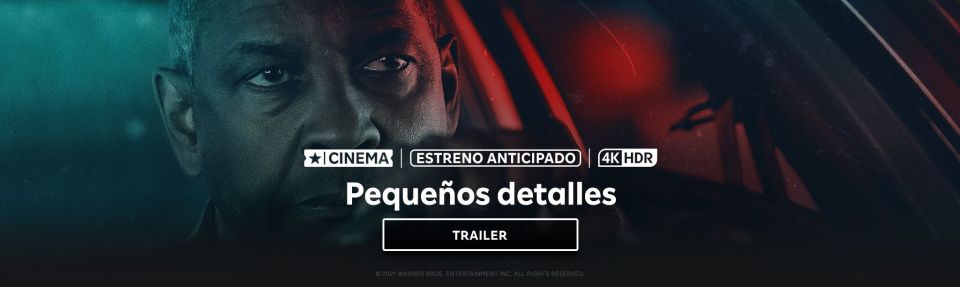 ★ | CINEMA | ESTRENO ANTICIPADO | 4K HDR
Pequeños detalles
TRAILER
© 2021 WARNER BROS. ENTERTAINMENT INC. ALL RIGHTS RESERVED.